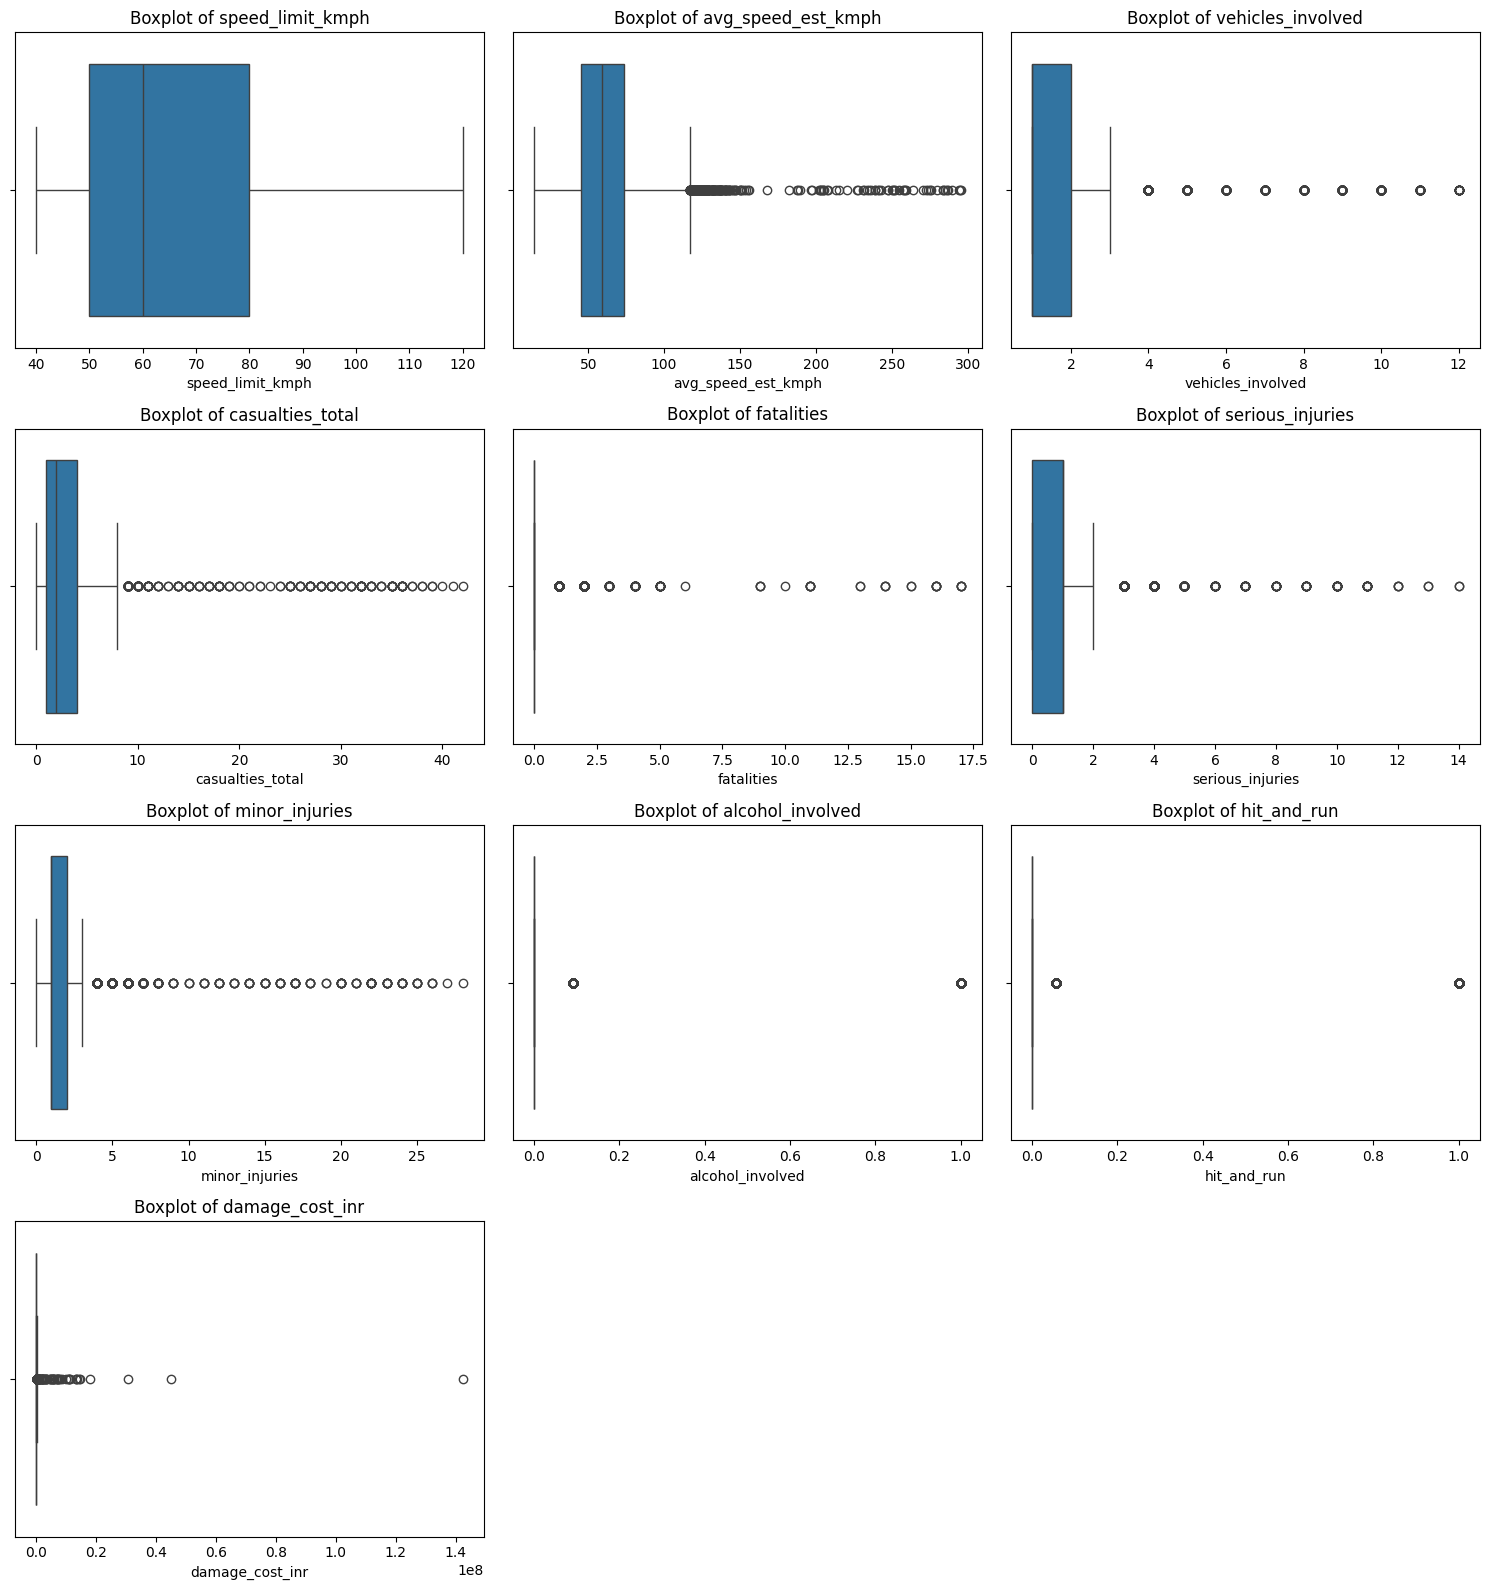 Boxplot of speed_limit_kmph
40 50 60 70 80 90 100 110 120
speed_limit_kmph
Boxplot of avg_speed_est_kmph
50 100 150 200 250 300
avg_speed_est_kmph
Boxplot of vehicles_involved
2 4 6 8 10 12
vehicles_involved
Boxplot of casualties_total
0 10 20 30 40
casualties_total
Boxplot of fatalities
0.0 2.5 5.0 7.5 10.0 12.5 15.0 17.5
fatalities
Boxplot of serious_injuries
0 2 4 6 8 10 12 14
serious_injuries
Boxplot of minor_injuries
0 5 10 15 20 25
minor_injuries
Boxplot of alcohol_involved
0.0 0.2 0.4 0.6 0.8 1.0
alcohol_involved
Boxplot of hit_and_run
0.0 0.2 0.4 0.6 0.8 1.0
hit_and_run
Boxplot of damage_cost_inr
0.0 0.2 0.4 0.6 0.8 1.0 1.2 1.4
1e8
damage_cost_inr